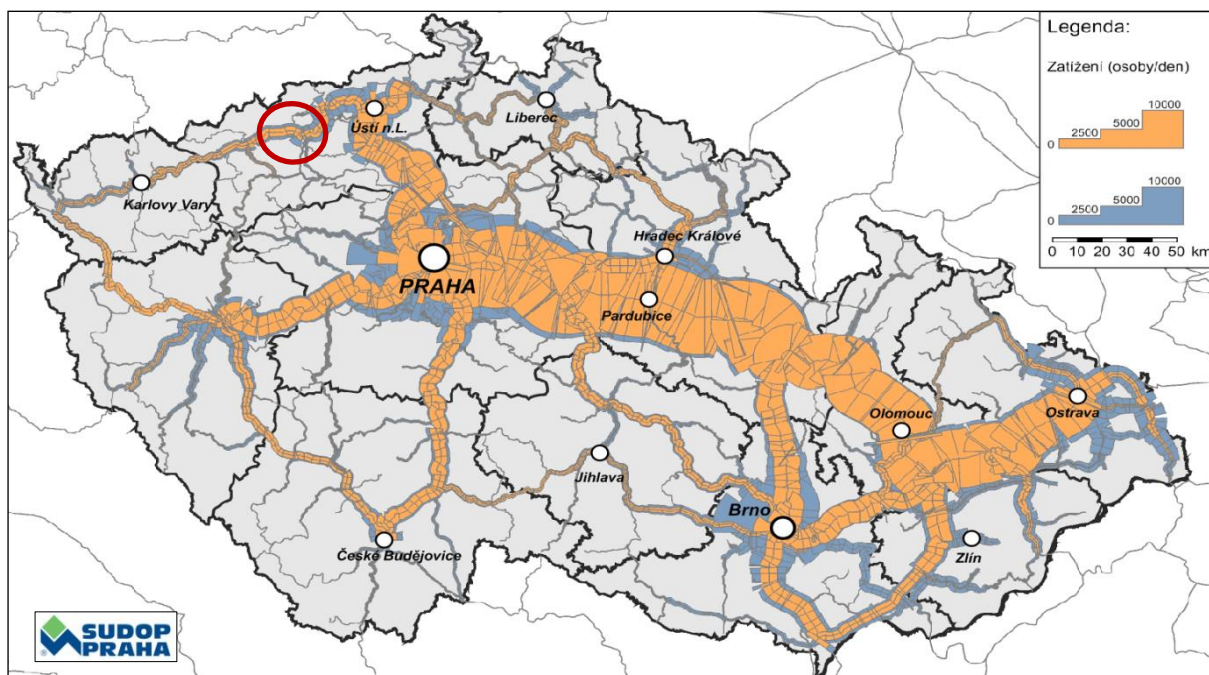 Legenda:
Zatížení (osoby/den)
10000
5000
2500
0
10000
5000
2500
0
0 10 20 30 40 50 km
Ústí n.L.
Liberec
Karlovy Vary
Hradec Králové
PRAHA
Pardubice
Olomouc
Ostrava
Jihlava
Brno
Zlín
České Budějovice
SUDOP
PRAHA
®